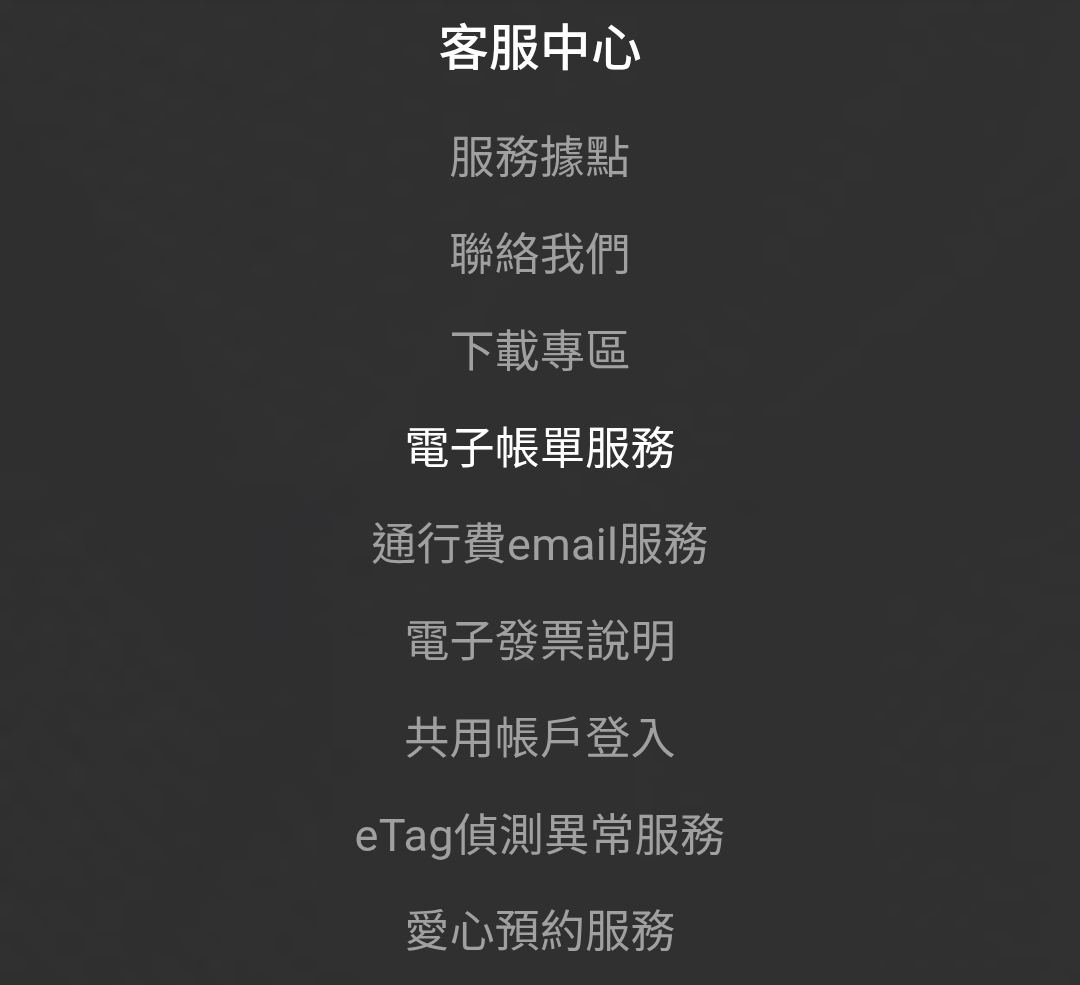 客服中心
服務據點
聯絡我們
下載專區
電子帳單服務
通行費email服務
電子發票說明
共用帳戶登入
eTag偵測異常服務
愛心預約服務